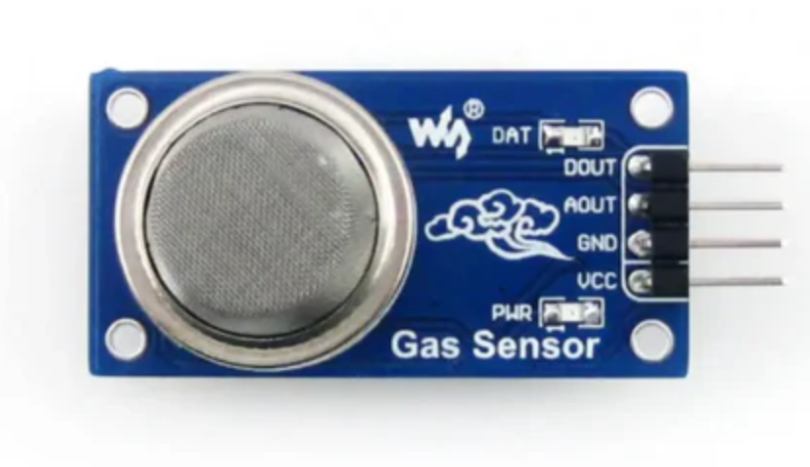 DAT
DOUT
AOUT
GND
VCC
PWR
Gas Sensor